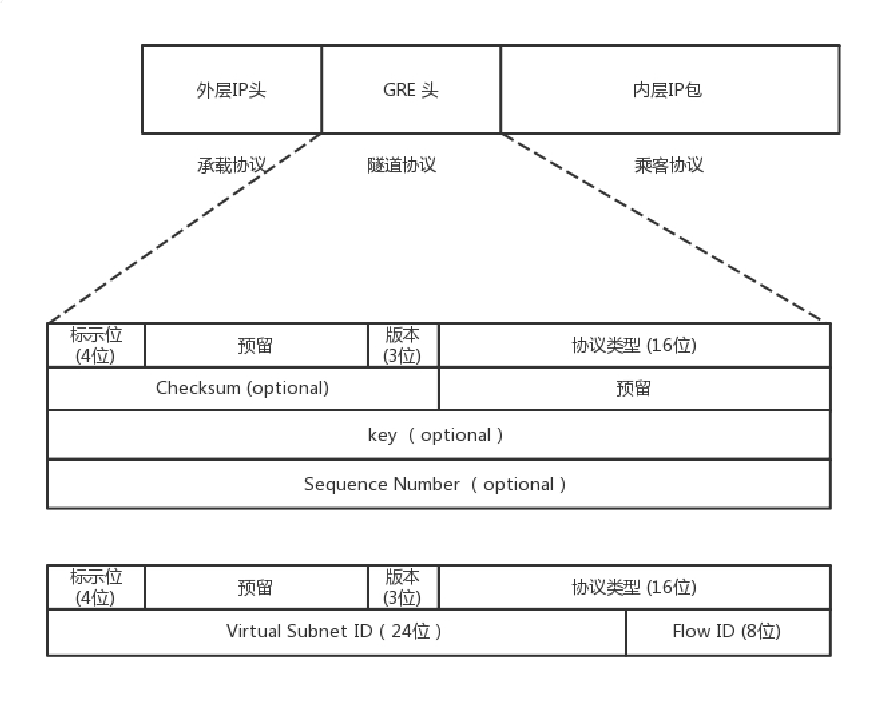 外层IP头
GRE 头
内层IP包
承载协议
隧道协议
乘客协议
标示位
(4位)
预留
版本
(3位)
协议类型 (16位)
Checksum (optional)
预留
key （ optional ）
Sequence Number （ optional ）
标示位
(4位)
预留
版本
(3位)
协议类型 (16位)
Virtual Subnet ID ( 24位 )
Flow ID (8位)